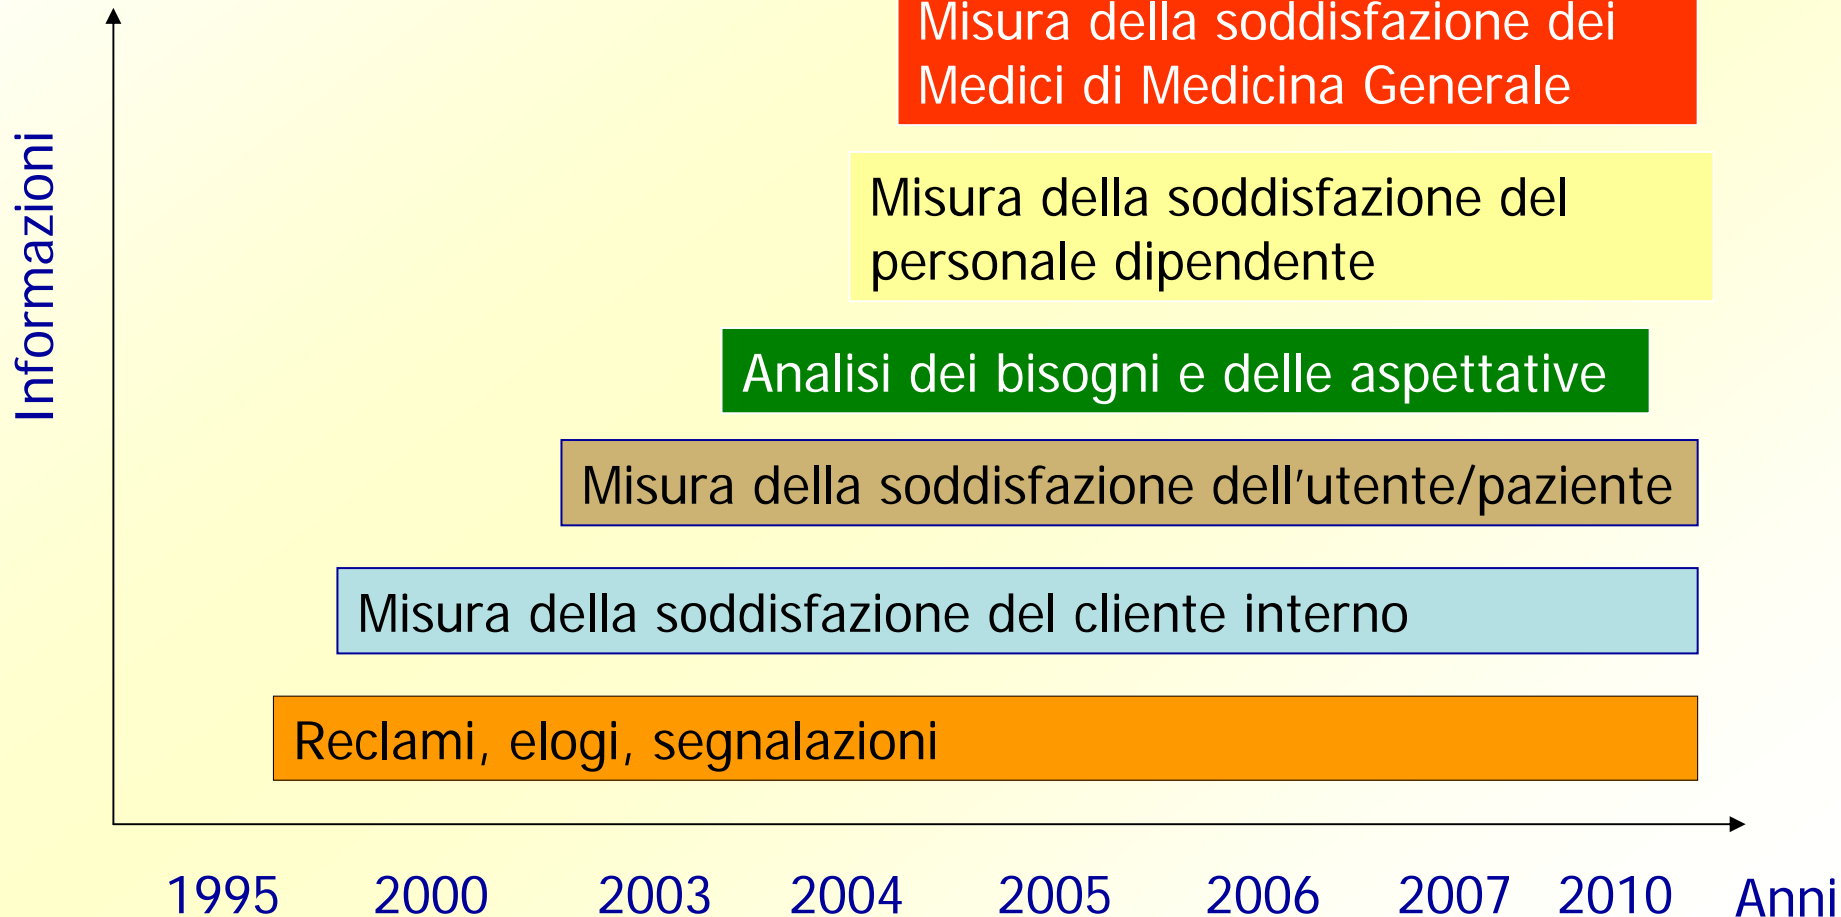 Misura della soddisfazione dei
Medici di Medicina Generale
Misura della soddisfazione del
personale dipendente
Informazioni
Analisi dei bisogni e delle aspettative
Misura della soddisfazione dell'utente/paziente
Misura della soddisfazione del cliente interno
Reclami, elogi, segnalazioni
1995 2000 2003 2004 2005 2006 2007 2010 Anni